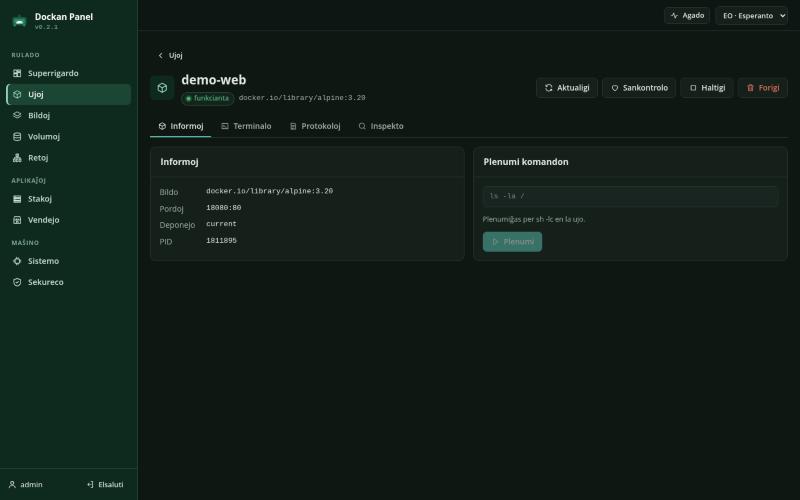 Dockan Panel
v0.2.1
RULADO
Superrigardo
Ujoj
Bildoj
Volumoj
Retoj
APLIKAĴOJ
Stakoj
Vendejo
MAŜINO
Sistemo
Sekureco
admin
Elsaluti
Agado
EO · Esperanto
Ujoj
demo-web
funkcianta
docker.io/library/alpine:3.20
Aktualigi
Sankontrolo
Haltigi
Forigi
Informoj
Terminalo
Protokoloj
Inspekto
Informoj
Bildo docker.io/library/alpine:3.20
Pordoj 18080:80
Deponejo current
PID 1811895
Plenumi komandon
ls -la /
Plenumiĝas per sh -lc en la ujo.
Plenumi